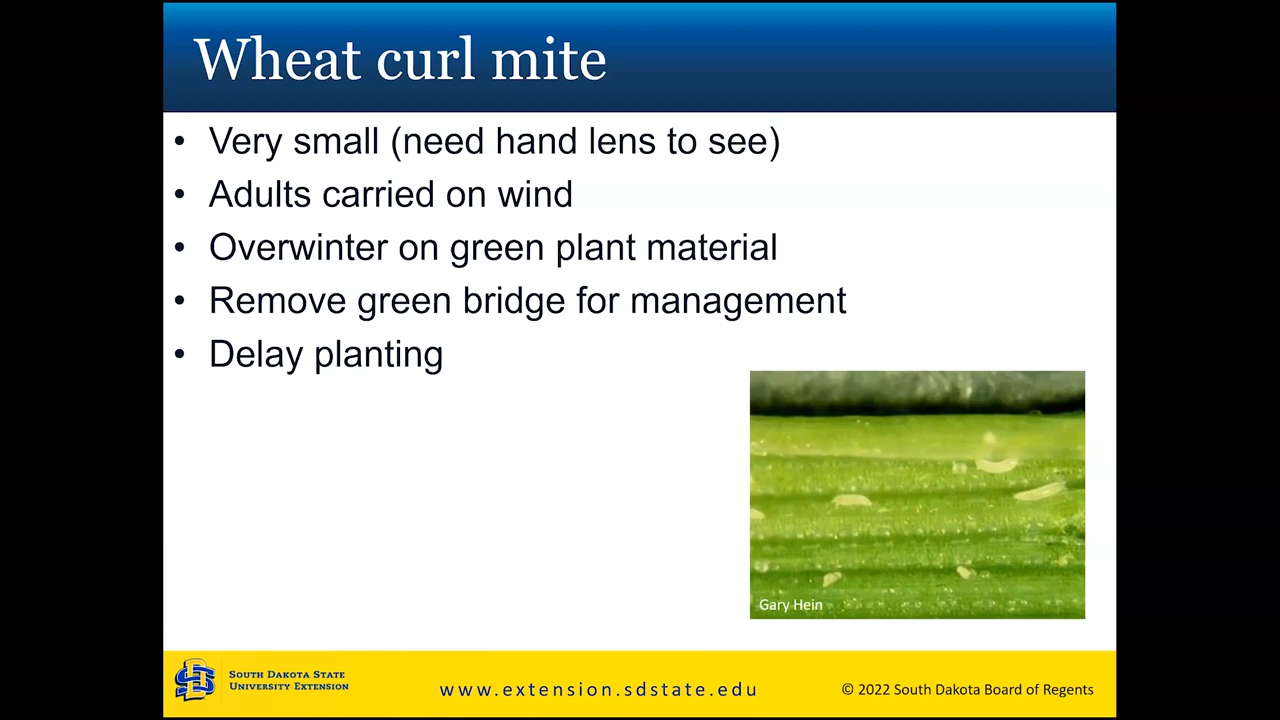 Wheat curl mite
• Very small (need hand lens to see)
• Adults carried on wind
• Overwinter on green plant material
• Remove green bridge for management
• Delay planting
Gary Hein
SOUTH DAKOTA STATE
UNIVERSITY EXTENSION
www.extension.sdstate.edu
© 2022 South Dakota Board of Regents